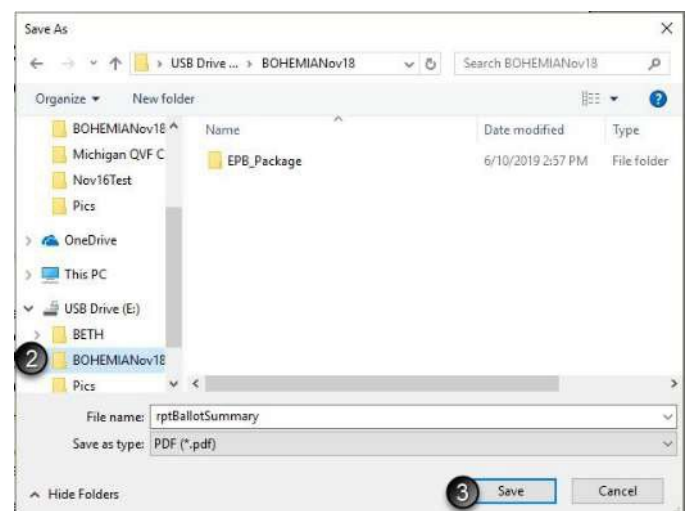 Save As
USB Drive ... > BOHEMIANov18
Search BOHEMIANov18
Organize
New folder
BOHEMIANov18
Michigan QVF C
Nov16Test
Pics
OneDrive
This PC
USB Drive (E:)
BETH
2
BOHEMIANov18
Pics
Name
Date modified
Type
EPB_Package
6/10/2019 2:57 PM
File folder
File name: rptBallotSummary
Save as type: PDF (*.pdf)
Hide Folders
3
Save
Cancel